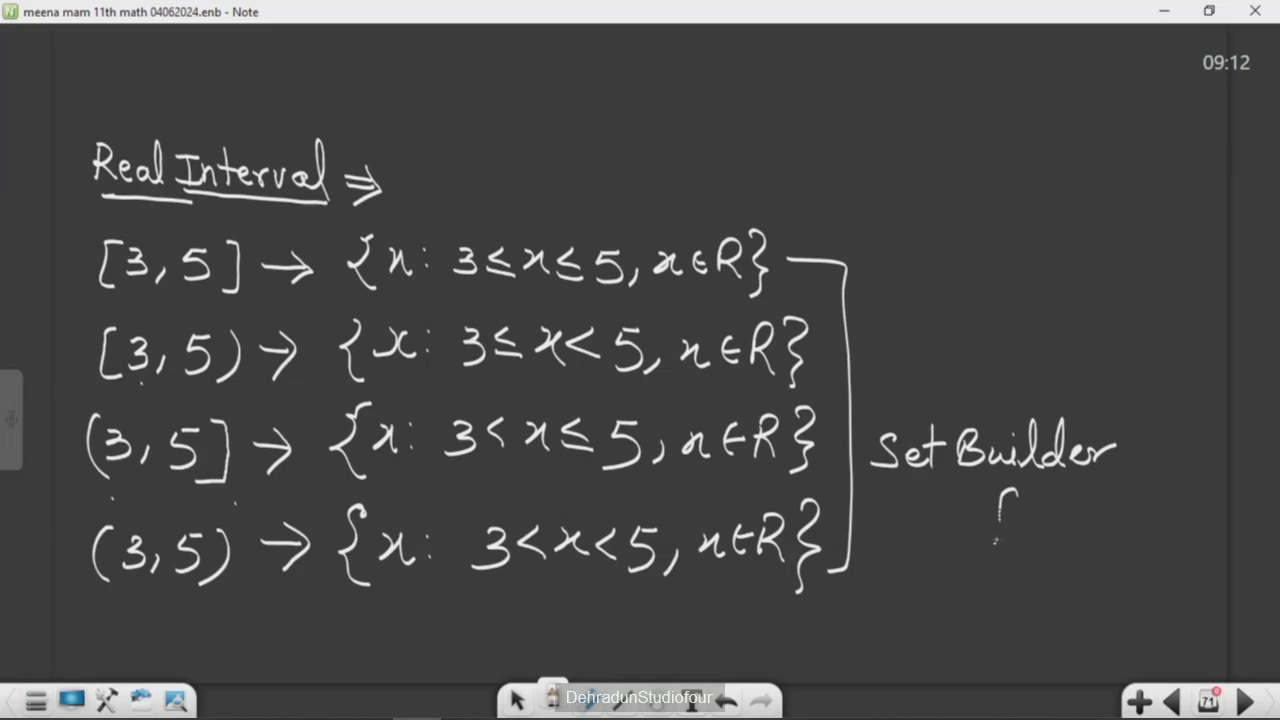 meena mam 11th math 04062024.enb - Note
09:12
Real Interval ⇒
[3, 5] → {x: 3≤x≤5, x∈R}
[3, 5) → {x: 3≤x<5, x∈R}
(3, 5] → {x: 3<x≤5, x∈R}
Set Builder
(3, 5) → {x: 3<x<5, x∈R}
DehradunStudiofour
71